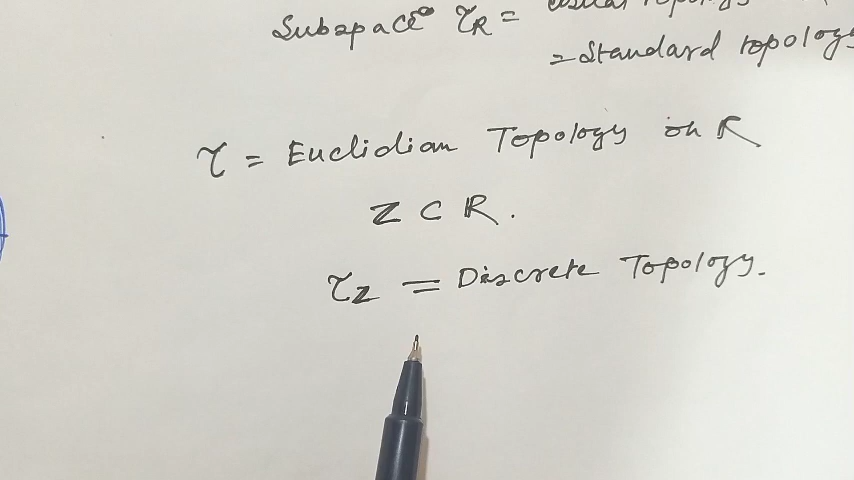 Subspace τR =
= Standard topology
τ = Euclidian Topology on R
Z ⊂ R.
τz = Discrete Topology.